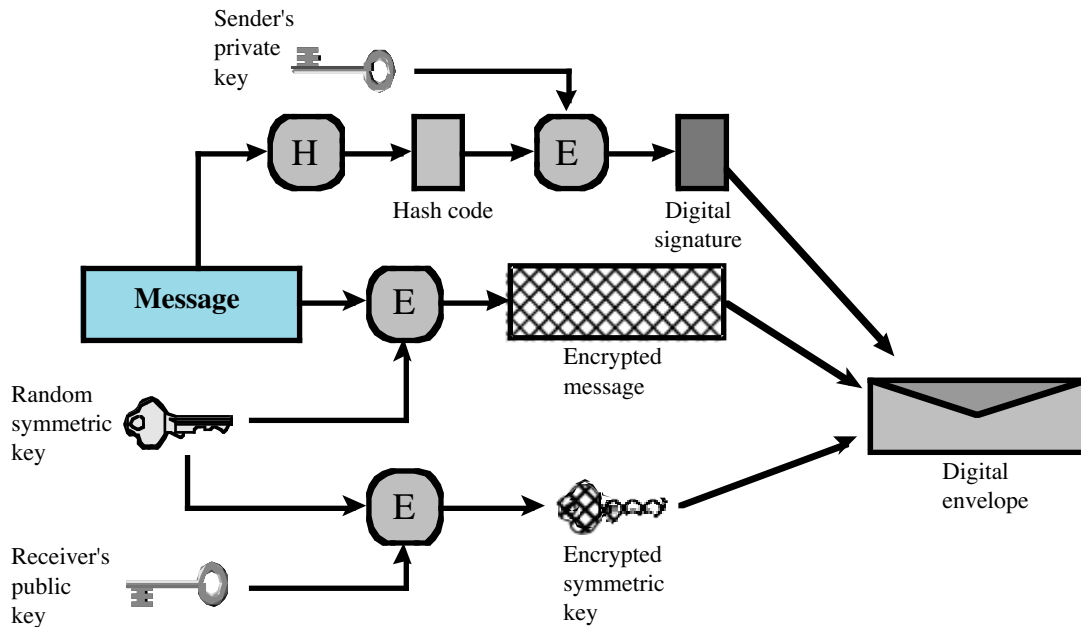 Sender's
private
key
H
E
Hash code
Digital
signature
Message
E
Encrypted
message
Random
symmetric
key
Digital
envelope
E
Receiver's
public
key
Encrypted
symmetric
key